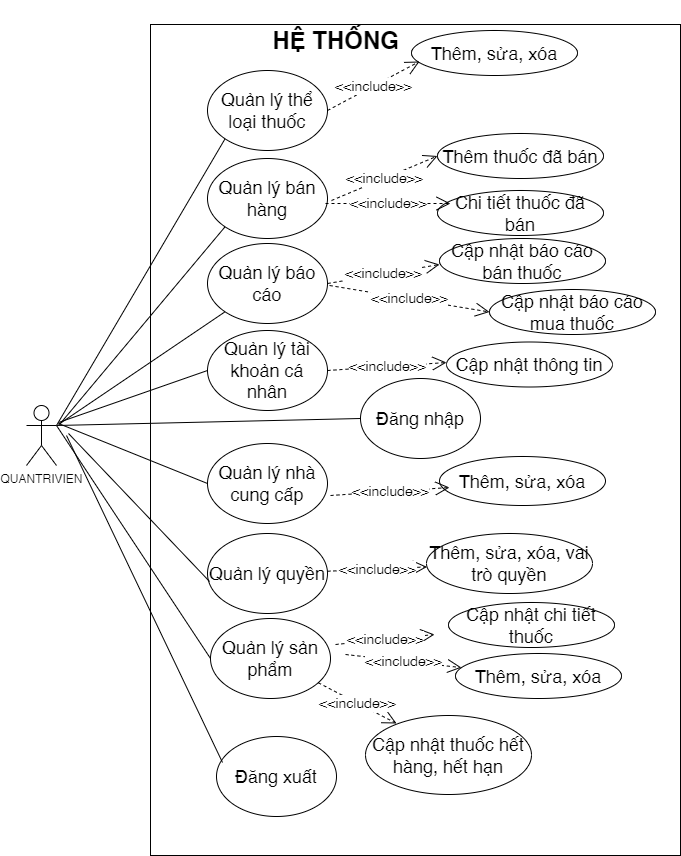 HỆ THỐNG
Thêm, sửa, xóa
<<include>>
Quản lý thể
loại thuốc
Thêm thuốc đã bán
<<include>>
Quản lý bán
hàng
<<include>>
Chi tiết thuốc đã
bán
Cập nhật báo cáo
bán thuốc
<<include>>
Quản lý báo
cáo
<<include>>
Cập nhật báo cáo
mua thuốc
Quản lý tài
khoản cá
nhân
<<include>>
Cập nhật thông tin
Đăng nhập
QUANTRIVIEN
Quản lý nhà
cung cấp
<<include>>
Thêm, sửa, xóa
Quản lý quyền
<<include>>
Thêm, sửa, xóa, vai
trò quyền
Cập nhật chi tiết
thuốc
<<include>>
Quản lý sản
phẩm
<<include>>
Thêm, sửa, xóa
<<include>>
Cập nhật thuốc hết
hàng, hết hạn
Đăng xuất